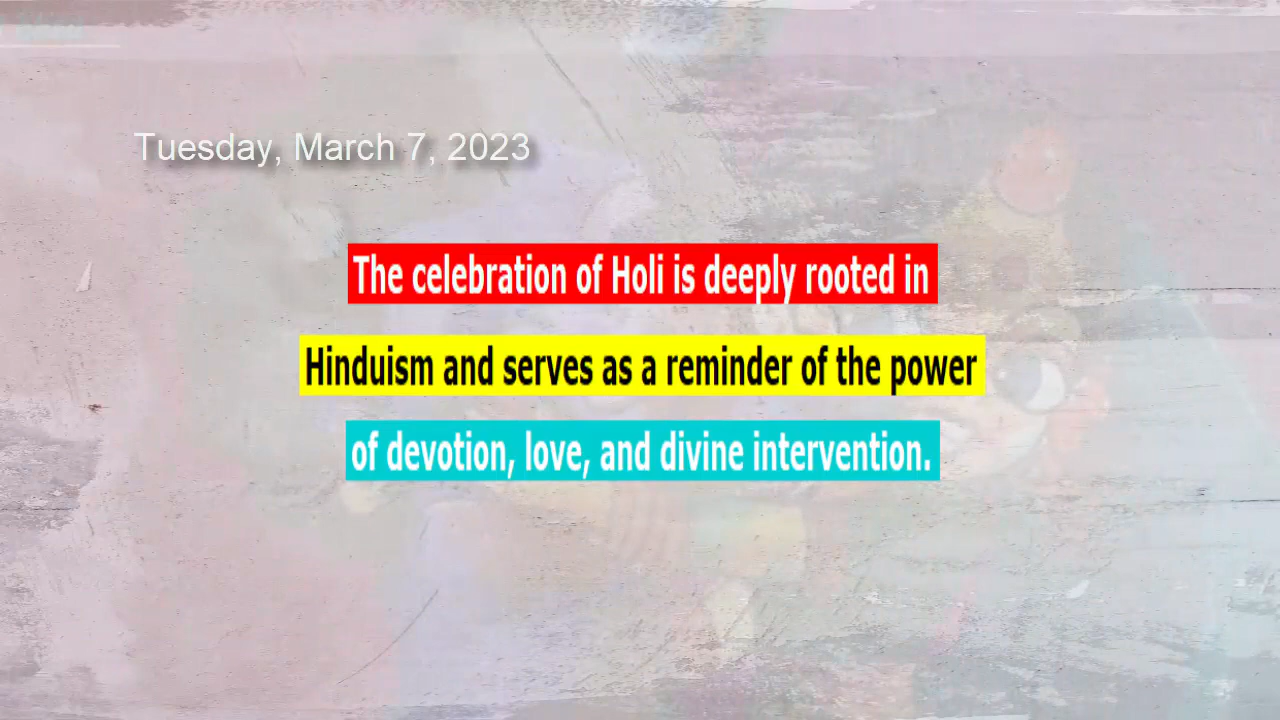 Tuesday, March 7, 2023
The celebration of Holi is deeply rooted in
Hinduism and serves as a reminder of the power
of devotion, love, and divine intervention.